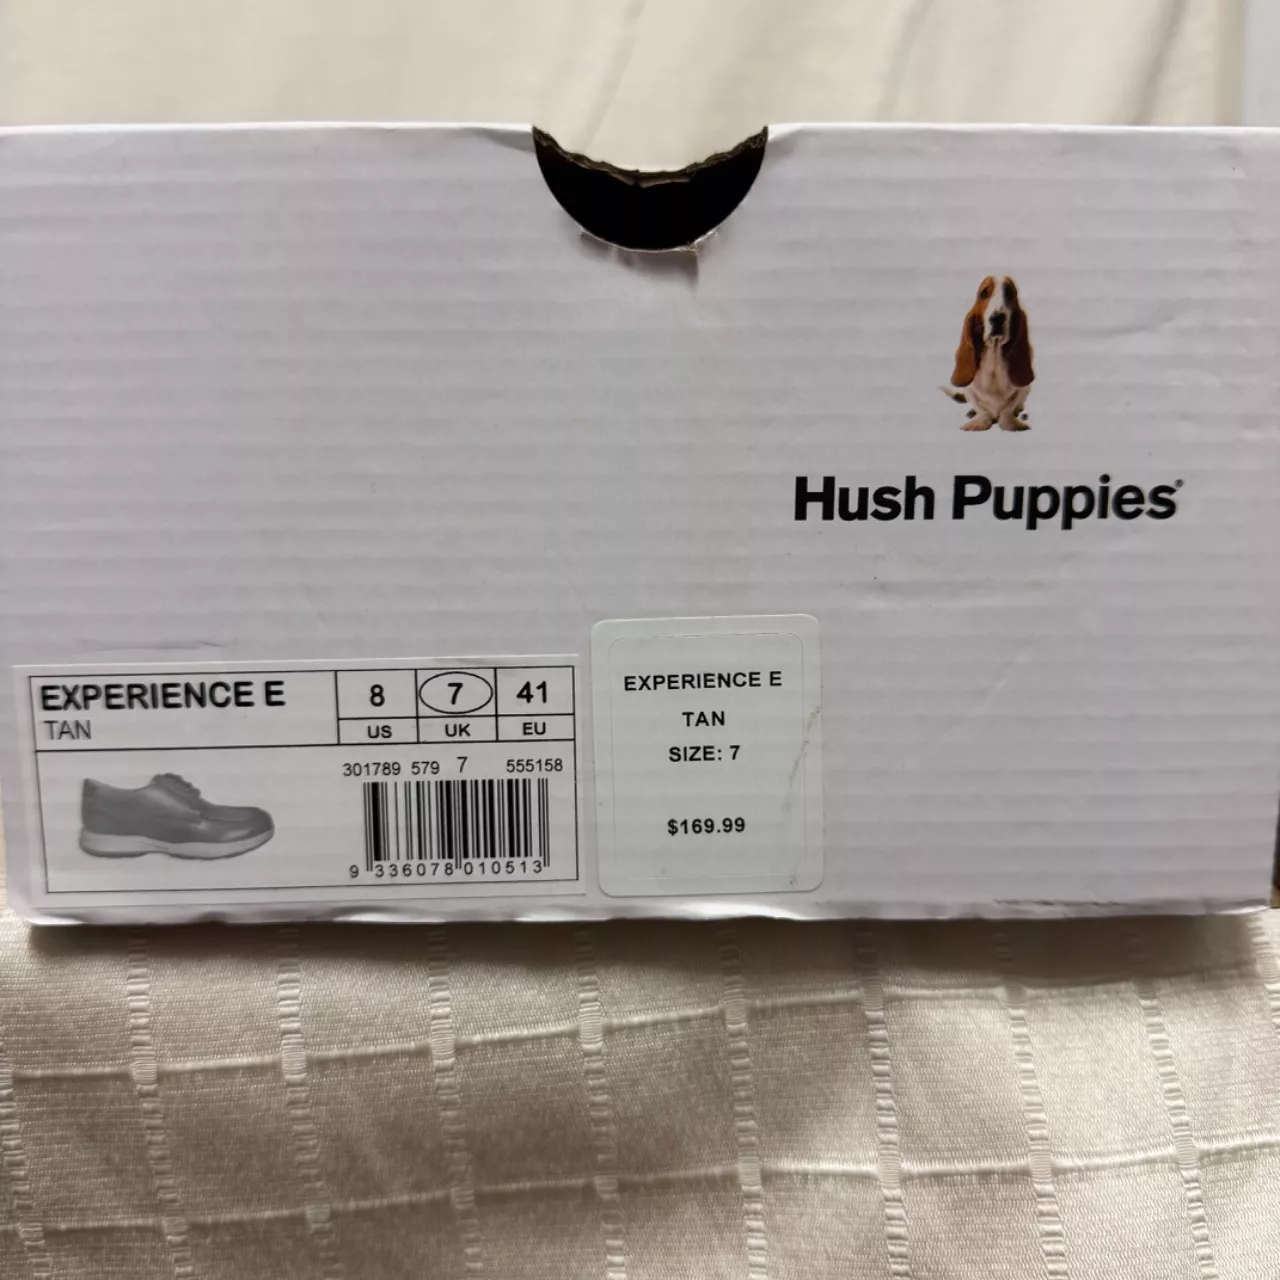 Hush Puppies®
EXPERIENCE E
TAN
8 7 41
US UK EU
301789 579 7 555158
9 336078 010513
EXPERIENCE E
TAN
SIZE: 7
$169.99